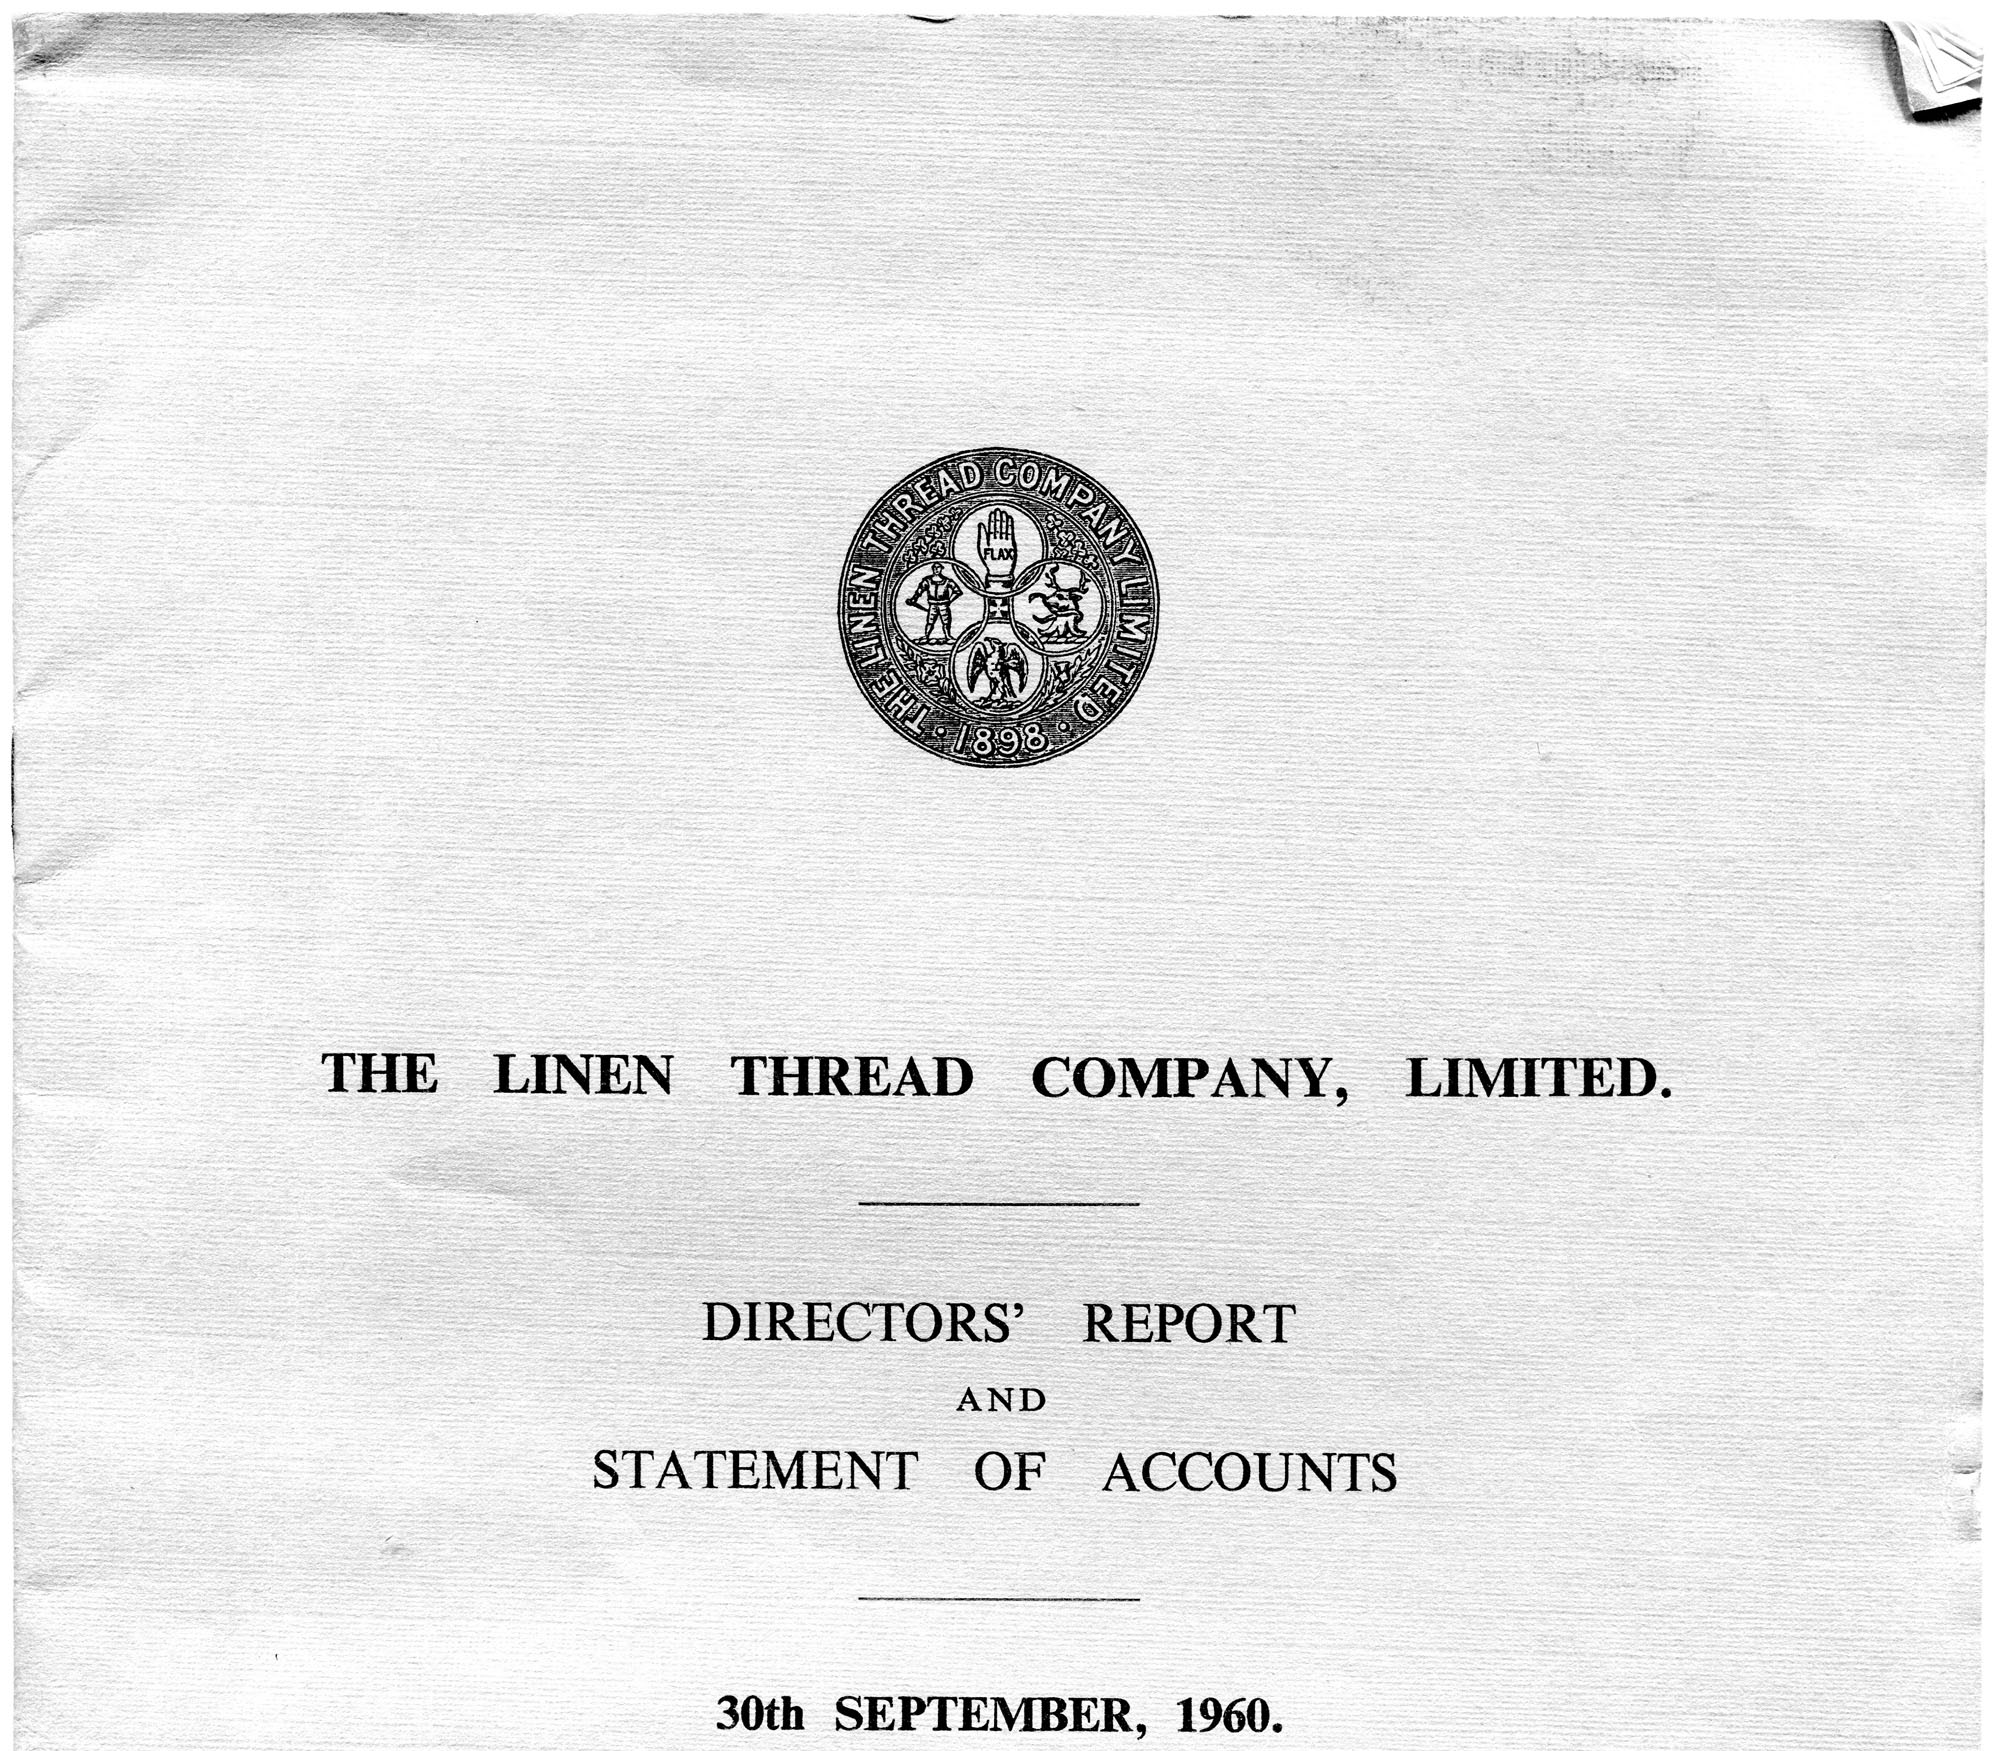 THE LINEN THREAD COMPANY LIMITED
FLAX
· 1898 ·
THE LINEN THREAD COMPANY, LIMITED.
DIRECTORS’ REPORT
AND
STATEMENT OF ACCOUNTS
30th SEPTEMBER, 1960.